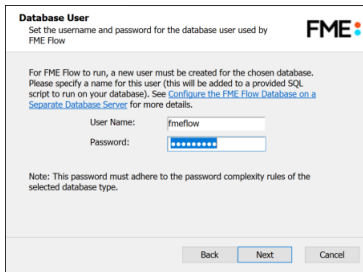 Database User
Set the username and password for the database user used by
FME Flow
FME
For FME Flow to run, a new user must be created for the chosen database.
Please specify a name for this user (this will be added to a provided SQL
script to run on your database). See Configure the FME Flow Database on a
Separate Database Server for more details.
User Name: fmeflow
Password: •••••••••
Note: This password must adhere to the password complexity rules of the
selected database type.
Back Next Cancel